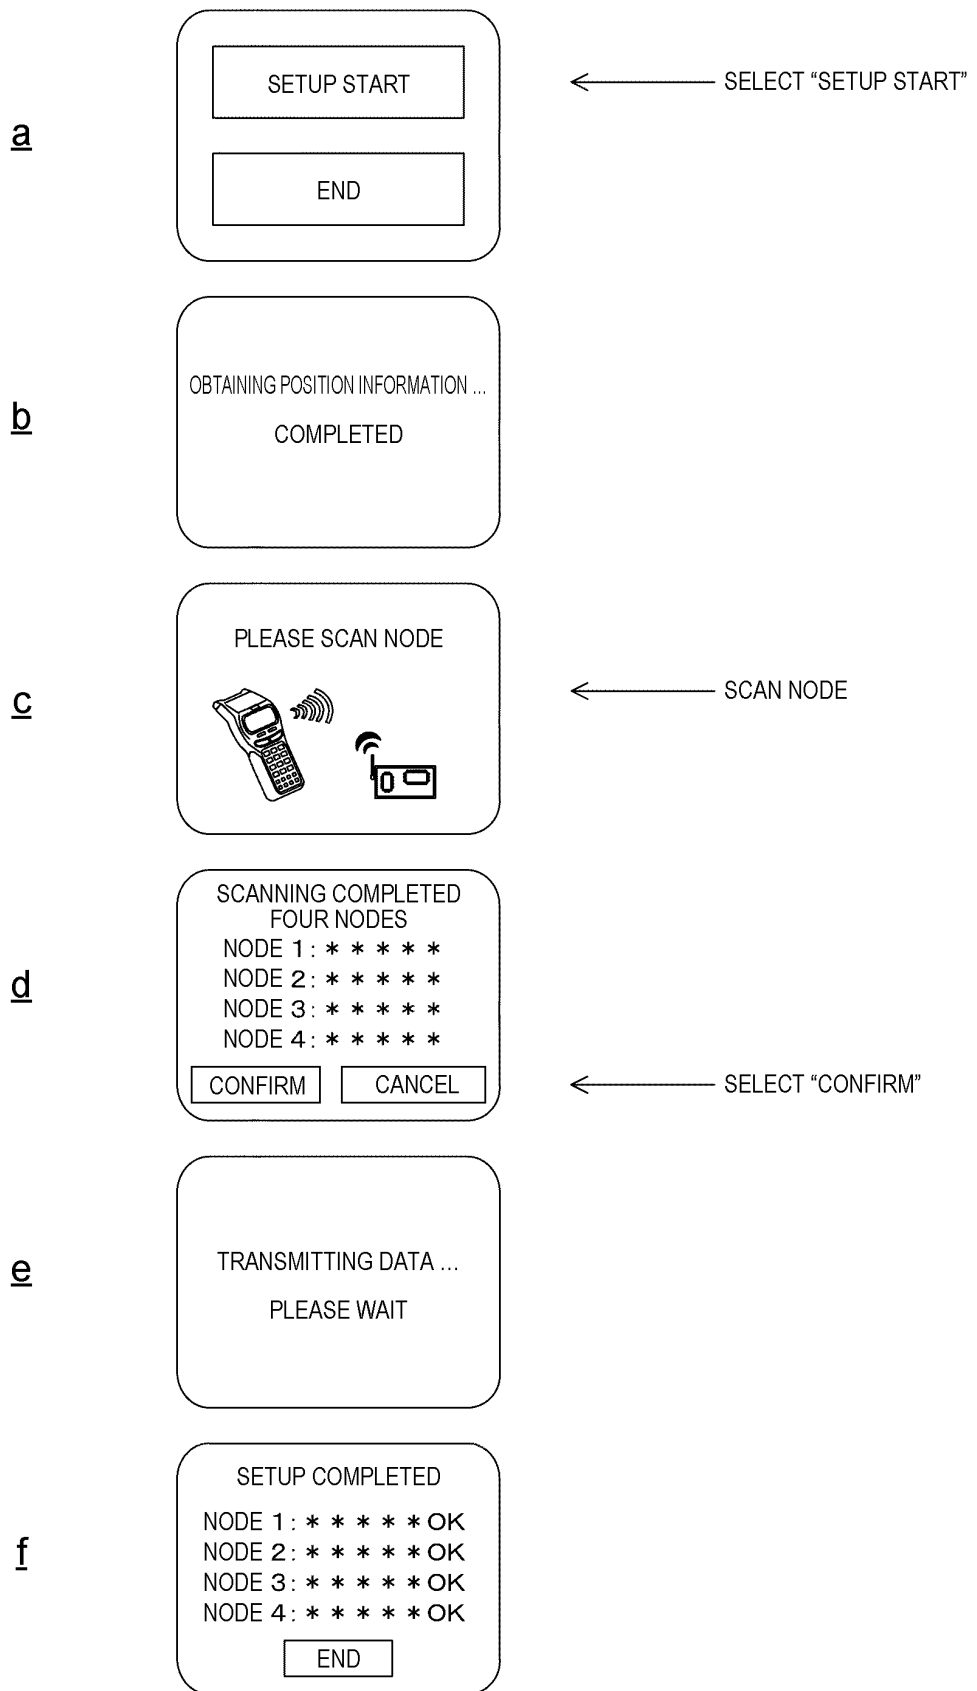 a
SETUP START
SELECT “SETUP START”
END
b
OBTAINING POSITION INFORMATION ...
COMPLETED
c
PLEASE SCAN NODE
SCAN NODE
d
SCANNING COMPLETED
FOUR NODES
NODE 1 : * * * * *
NODE 2 : * * * * *
NODE 3 : * * * * *
NODE 4 : * * * * *
CONFIRM CANCEL
SELECT “CONFIRM”
e
TRANSMITTING DATA ...
PLEASE WAIT
f
SETUP COMPLETED
NODE 1 : * * * * * OK
NODE 2 : * * * * * OK
NODE 3 : * * * * * OK
NODE 4 : * * * * * OK
END